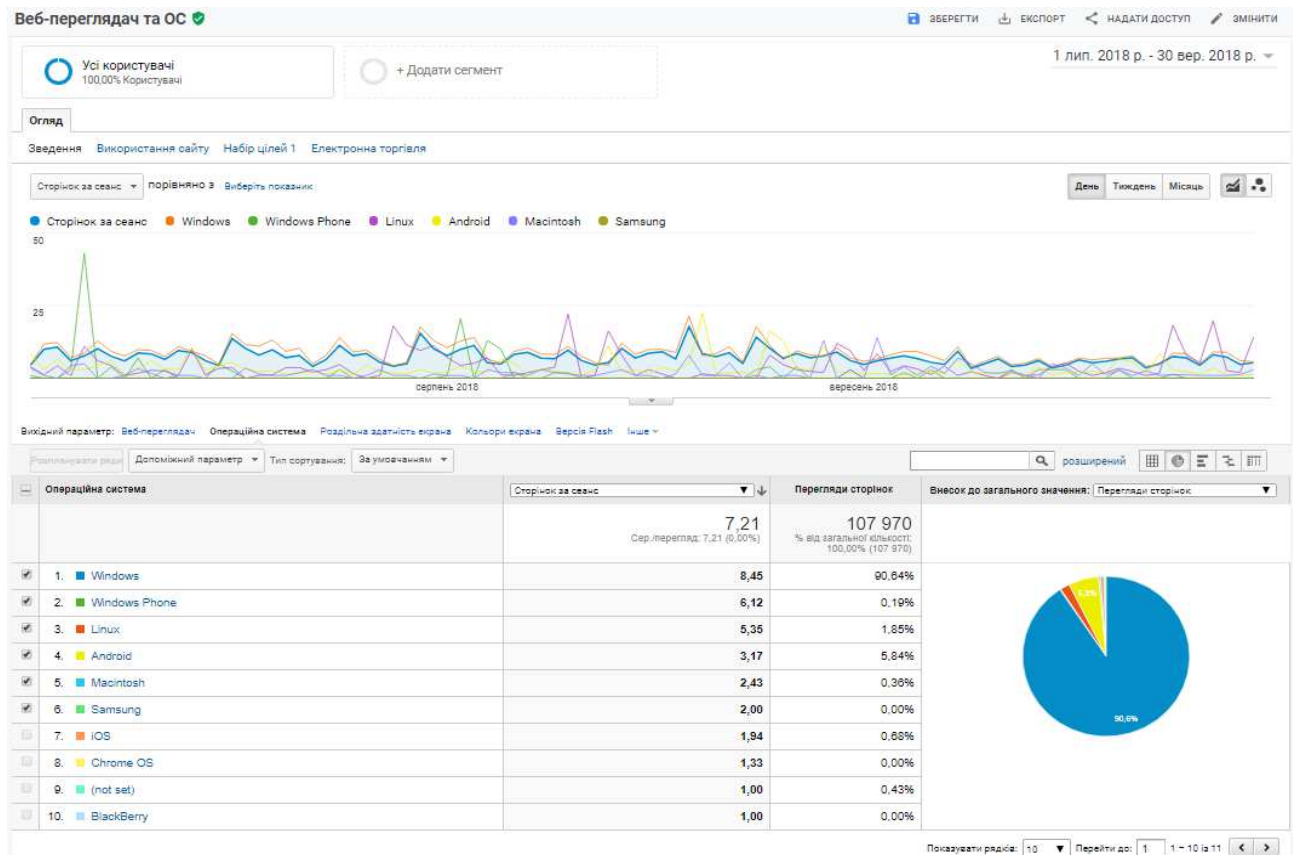 Веб-переглядач та ОС
ЗБЕРЕГТИ ЕКСПОРТ НАДАТИ ДОСТУП ЗМІНИТИ
Усі користувачі
100,00% Користувачі
+ Додати сегмент
1 лип. 2018 р. - 30 вер. 2018 р.
Огляд
Зведення Використання сайту Набір цілей 1 Електронна торгівля
Сторінок за сеанс порівняно з Виберіть показник
День Тиждень Місяць
Сторінок за сеанс Windows Windows Phone Linux Android Macintosh Samsung
50
25
серпень 2018 вересень 2018
Вихідний параметр: Веб-переглядач Операційна система Роздільна здатність екрана Кольори екрана Версія Flash Інше
Розпланувати ряди Допоміжний параметр Тип сортування: За умовчанням
розширений
Операційна система Сторінок за сеанс Перегляди сторінок Внесок до загального значення: Перегляди сторінок
7,21 107 970
Сер./перегляд: 7,21 (0,00%) % від загальної кількості: 100,00% (107 970)
1. Windows 8,45 90,64%
2. Windows Phone 6,12 0,19%
3. Linux 5,35 1,85%
4. Android 3,17 5,84%
5. Macintosh 2,43 0,36%
6. Samsung 2,00 0,00%
7. iOS 1,94 0,68%
8. Chrome OS 1,33 0,00%
9. (not set) 1,00 0,43%
10. BlackBerry 1,00 0,00%
90,6%
Показувати рядків: 10 Перейти до: 1 1 – 10 із 11